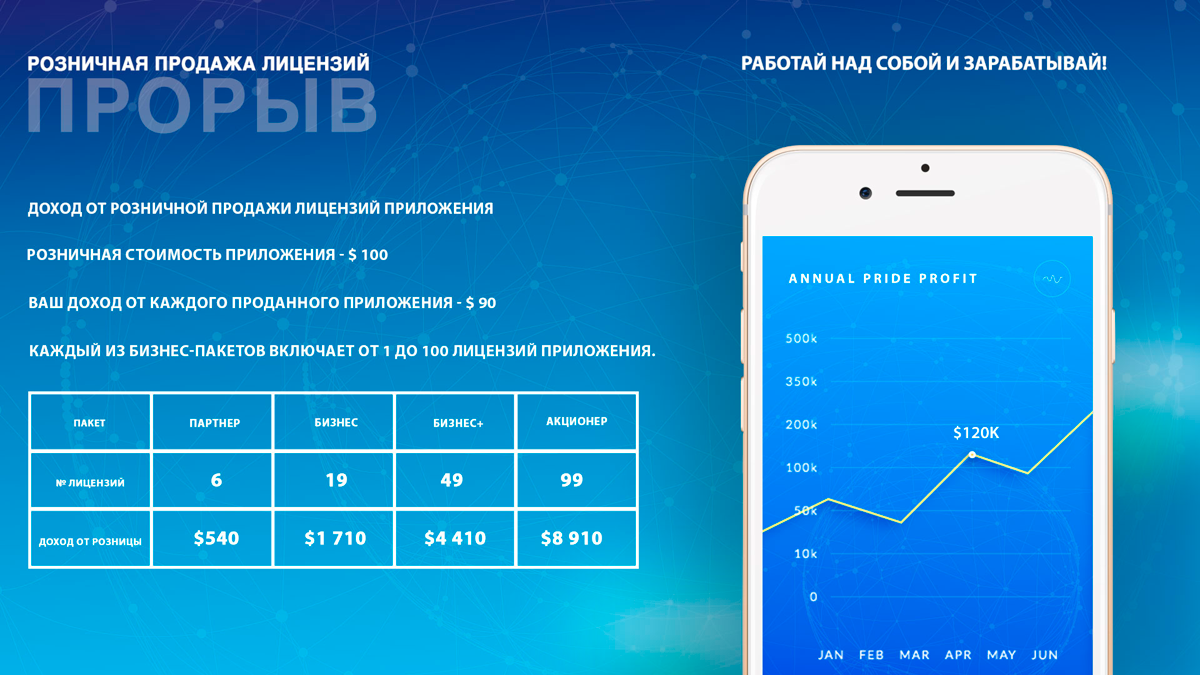 РОЗНИЧНАЯ ПРОДАЖА ЛИЦЕНЗИЙ
ПРОРЫВ
РАБОТАЙ НАД СОБОЙ И ЗАРАБАТЫВАЙ!
ДОХОД ОТ РОЗНИЧНОЙ ПРОДАЖИ ЛИЦЕНЗИЙ ПРИЛОЖЕНИЯ
РОЗНИЧНАЯ СТОИМОСТЬ ПРИЛОЖЕНИЯ - $ 100
ВАШ ДОХОД ОТ КАЖДОГО ПРОДАННОГО ПРИЛОЖЕНИЯ - $ 90
КАЖДЫЙ ИЗ БИЗНЕС-ПАКЕТОВ ВКЛЮЧАЕТ ОТ 1 ДО 100 ЛИЦЕНЗИЙ ПРИЛОЖЕНИЯ.
ПАКЕТ ПАРТНЕР БИЗНЕС БИЗНЕС+ АКЦИОНЕР
№ ЛИЦЕНЗИЙ 6 19 49 99
ДОХОД ОТ РОЗНИЦЫ $540 $1 710 $4 410 $8 910
ANNUAL PRIDE PROFIT
500k
350k
200k
$120K
100k
50k
10k
0
JAN FEB MAR APR MAY JUN